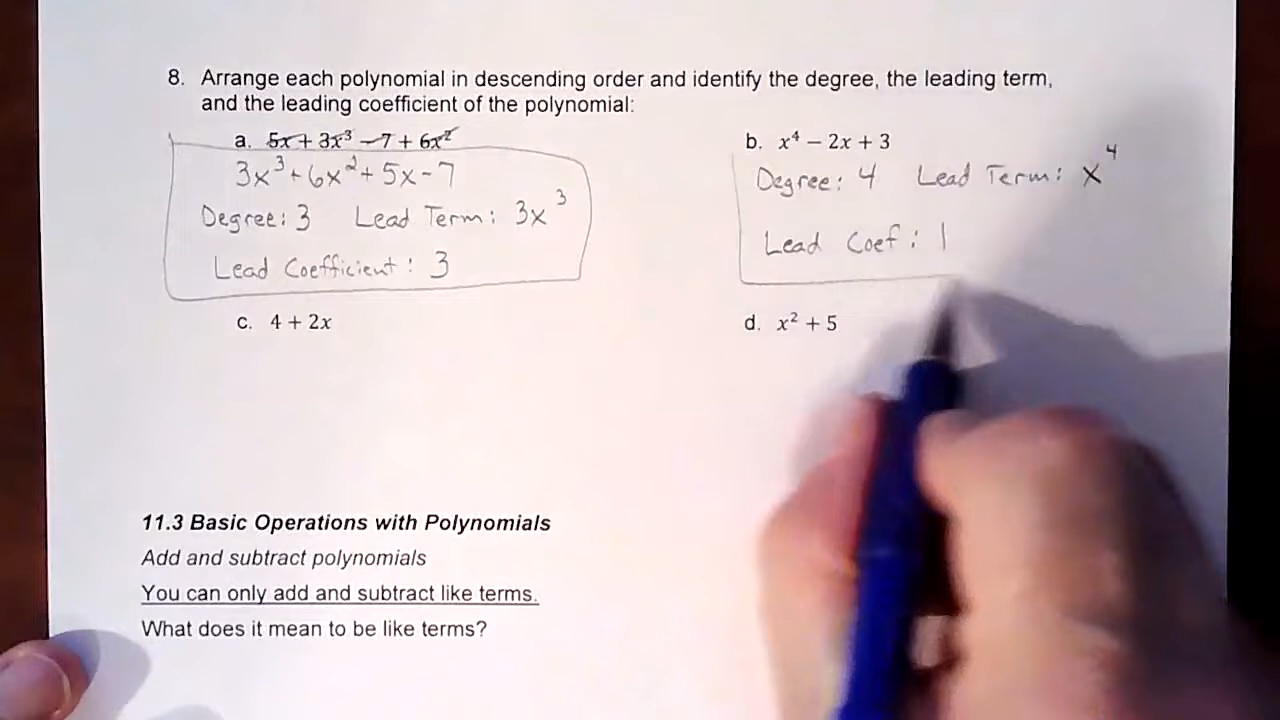 8. Arrange each polynomial in descending order and identify the degree, the leading term,
and the leading coefficient of the polynomial:
a. 5x + 3x³ − 7 + 6x²
3x³ + 6x² + 5x − 7
Degree: 3 Lead Term: 3x³
Lead Coefficient: 3
b. x⁴ − 2x + 3
Degree: 4 Lead Term: x⁴
Lead Coef: 1
c. 4 + 2x
d. x² + 5
11.3 Basic Operations with Polynomials
Add and subtract polynomials
You can only add and subtract like terms.
What does it mean to be like terms?